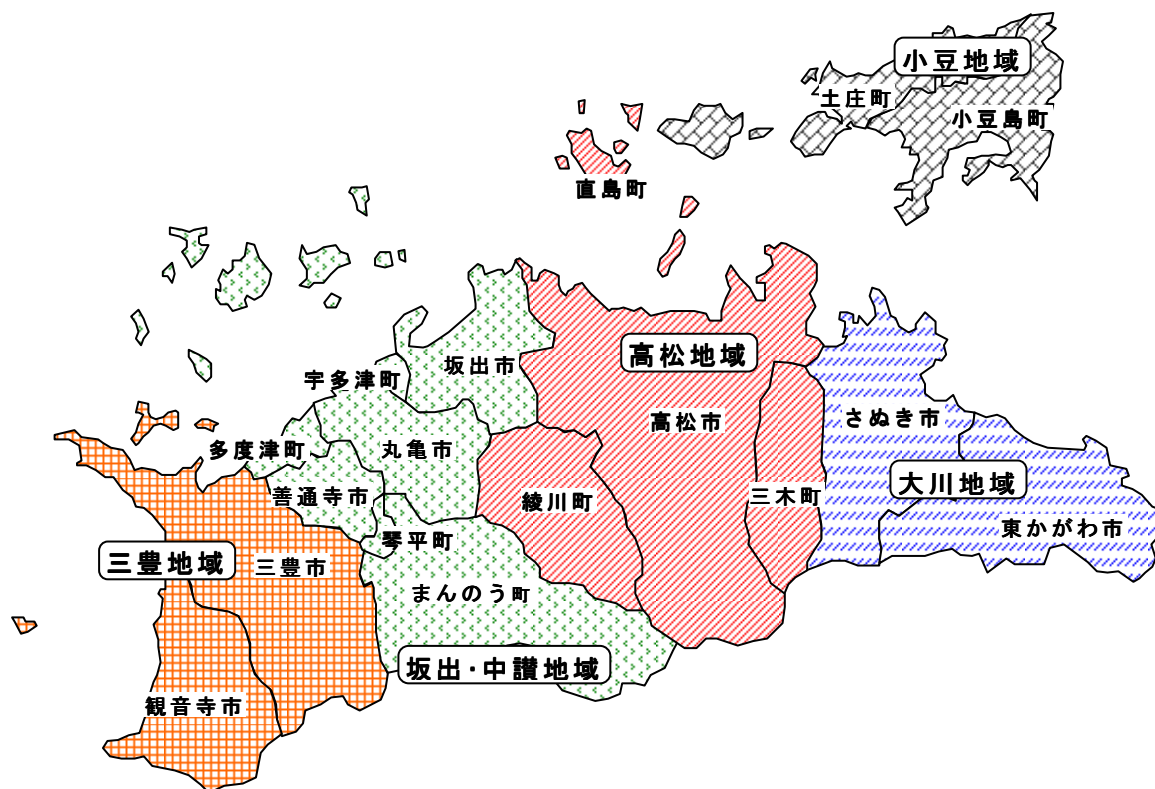 小豆地域
土庄町
小豆島町
直島町
高松地域
坂出市
宇多津町
高松市
さぬき市
多度津町
丸亀市
大川地域
善通寺市
綾川町
三木町
東かがわ市
琴平町
三豊地域
三豊市
まんのう町
坂出・中讃地域
観音寺市